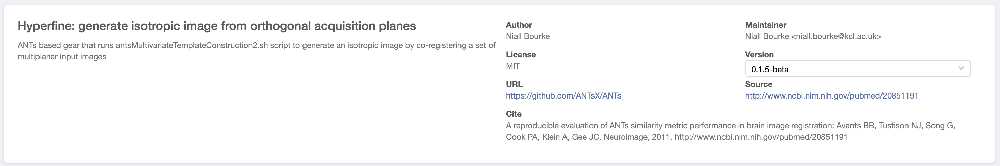 Hyperfine: generate isotropic image from orthogonal acquisition planes
ANTs based gear that runs antsMultivariateTemplateConstruction2.sh script to generate an isotropic image by co-registering a set of
multiplanar input images
Author
Niall Bourke
Maintainer
Niall Bourke <niall.bourke@kcl.ac.uk>
License
MIT
Version
0.1.5-beta
URL
https://github.com/ANTsX/ANTs
Source
http://www.ncbi.nlm.nih.gov/pubmed/20851191
Cite
A reproducible evaluation of ANTs similarity metric performance in brain image registration: Avants BB, Tustison NJ, Song G,
Cook PA, Klein A, Gee JC. Neuroimage, 2011. http://www.ncbi.nlm.nih.gov/pubmed/20851191